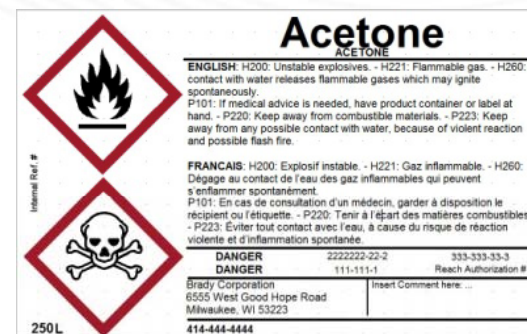 Acetone
ACETONE
ENGLISH: H200: Unstable explosives. - H221: Flammable gas. - H260:
contact with water releases flammable gases which may ignite
spontaneously.
P101: If medical advice is needed, have product container or label at
hand. - P220: Keep away from combustible materials. - P223: Keep
away from any possible contact with water, because of violent reaction
and possible flash fire.
FRANCAIS: H200: Explosif instable. - H221: Gaz inflammable. - H260:
Dégage au contact de l'eau des gaz inflammables qui peuvent
s'enflammer spontanément.
P101: En cas de consultation d'un médecin, garder à disposition le
récipient ou l'étiquette. - P220: Tenir à l'écart des matières combustibles
- P223: Éviter tout contact avec l'eau, à cause du risque de réaction
violente et d'inflammation spontanée.
DANGER 2222222-22-2 333-333-33-3
DANGER 111-111-1 Reach Authorization #
Brady Corporation
6555 West Good Hope Road
Milwaukee, WI 53223
Insert Comment here: ...
414-444-4444
Internal Ref. #
250L